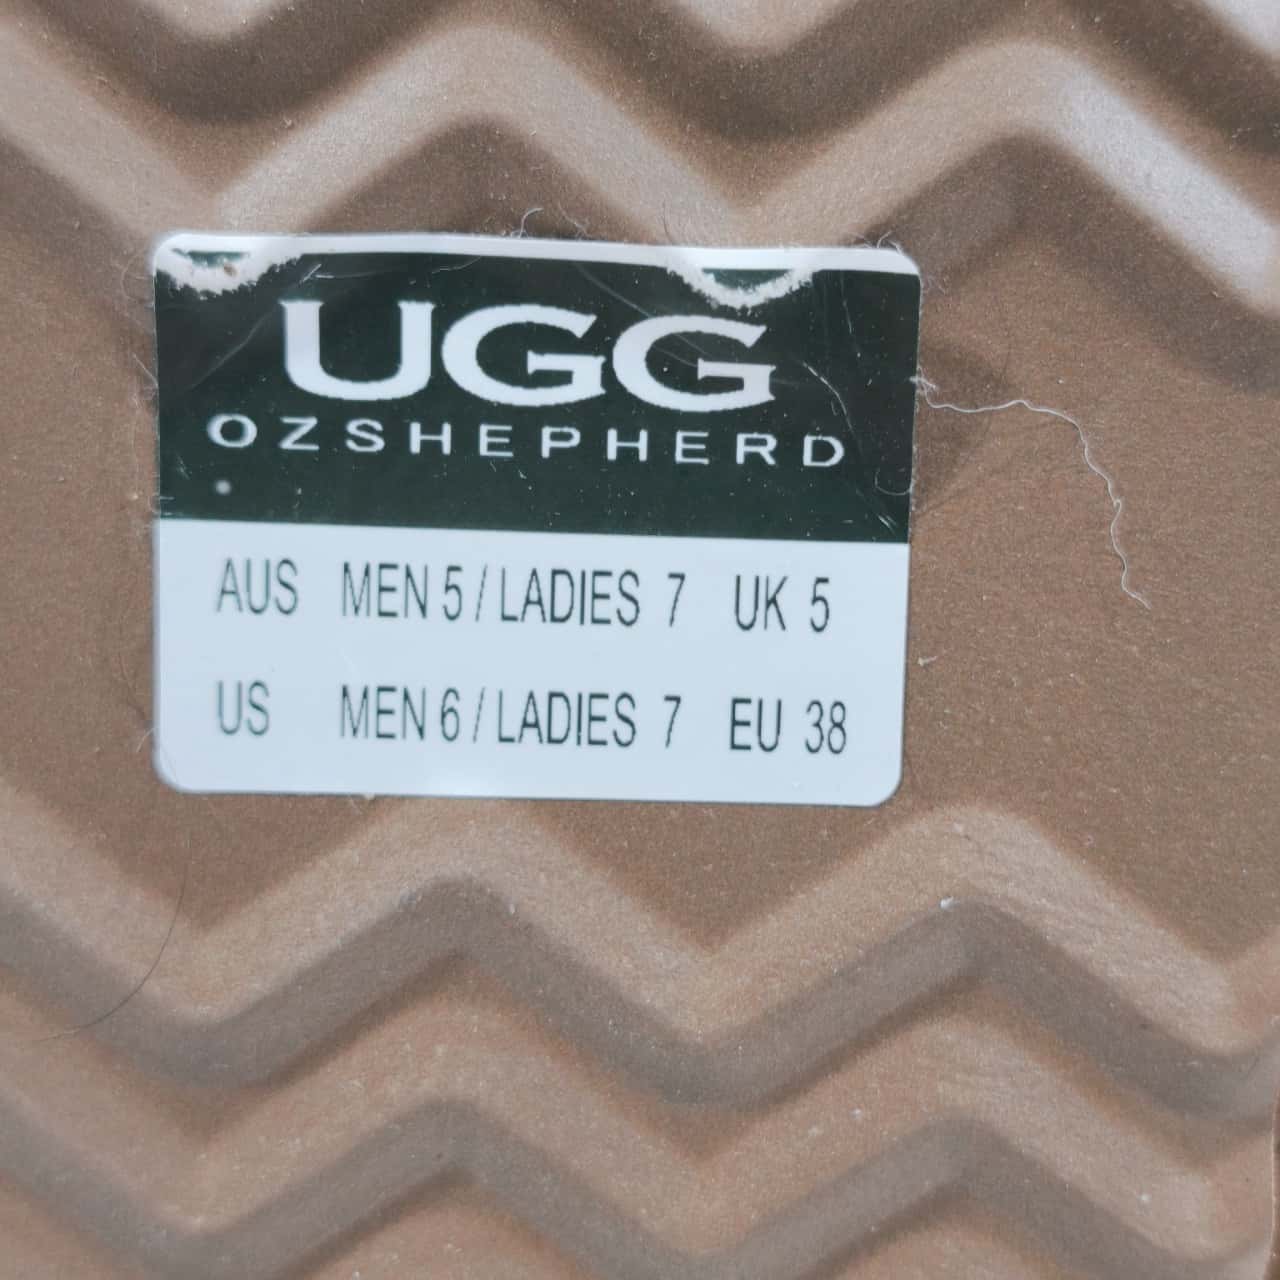 UGG
OZSHEPHERD
AUS MEN 5 / LADIES 7 UK 5
US MEN 6 / LADIES 7 EU 38